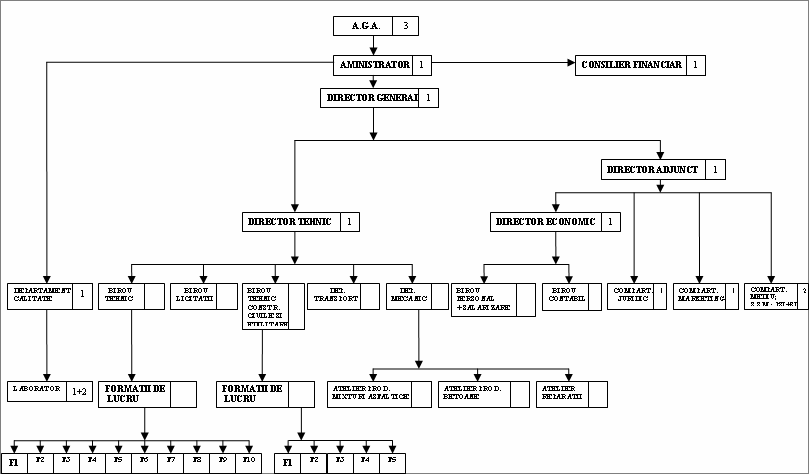 A.G.A. 3
AMINISTRATOR 1
CONSILIER FINANCIAR 1
DIRECTOR GENERAL 1
DIRECTOR ADJUNCT 1
DIRECTOR TEHNIC 1
DIRECTOR ECONOMIC 1
DEPARTAMENT
CALITATE
1
BIROU
TEHNIC
BIROU
LICITATII
BIROU
TEHNIC
CONSTR.
CIVILE SI
EDILITARE
DEP.
TRANSPORT
DEP.
MECANIC
BIROU
PERSONAL
+SALARIZARE
BIROU
CONTABIL
COMPART.
JURIDIC
1
COMPART.
MARKETING
1
COMPART.
MEDIU;
2
LABORATOR 1+2
FORMATII DE
LUCRU
FORMATII DE
LUCRU
ATELIER PROD.
MIXTURI ASFALTICE
ATELIER PROD.
BETOANE
ATELIER
REPARATII
F1 F2 F3 F4 F5 F6 F7 F8 F9 F10
F1 F2 F3 F4 F5